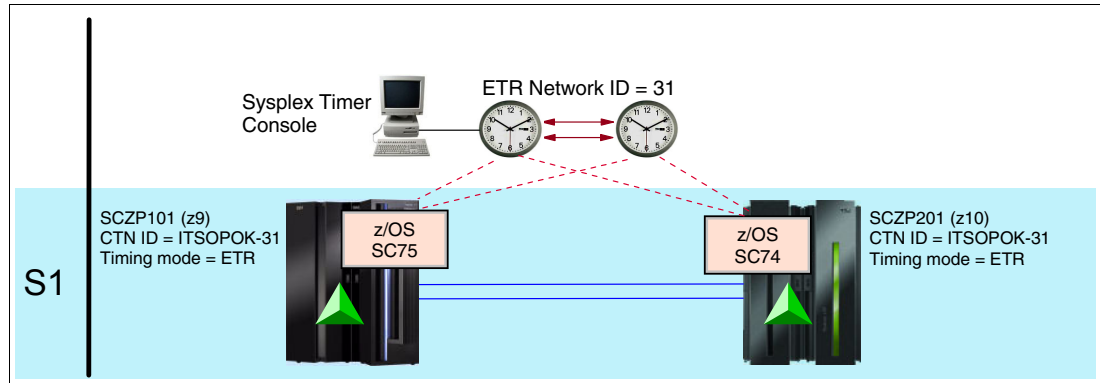 ETR Network ID = 31
Sysplex Timer
Console
SCZP101 (z9)
CTN ID = ITSOPOK-31
Timing mode = ETR
z/OS
SC75
z/OS
SC74
SCZP201 (z10)
CTN ID = ITSOPOK-31
Timing mode = ETR
S1